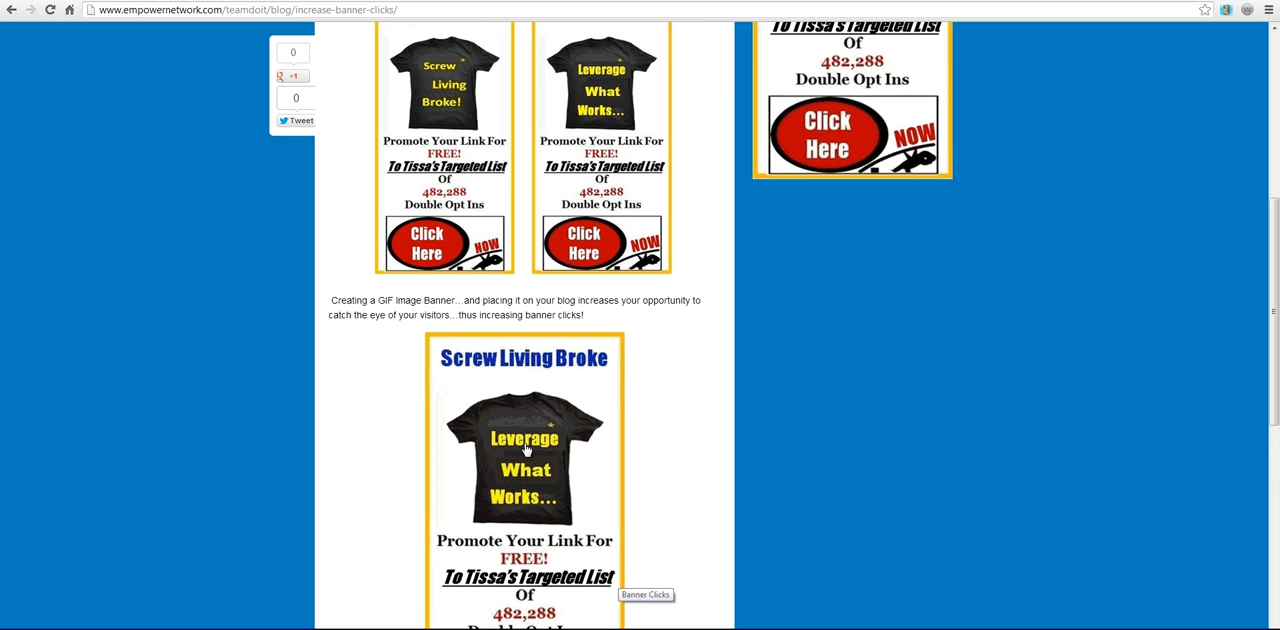 www.empowernetwork.com/teamdoit/blog/increase-banner-clicks/
0
+1
0
Tweet
Screw
Living
Broke!
Promote Your Link For
FREE!
To Tissa's Targeted List
Of
482,288
Double Opt Ins
Click
Here
NOW
Leverage
What
Works...
Promote Your Link For
FREE!
To Tissa's Targeted List
Of
482,288
Double Opt Ins
Click
Here
NOW
To Tissa's Targeted List
Of
482,288
Double Opt Ins
Click
Here
NOW
Creating a GIF Image Banner...and placing it on your blog increases your opportunity to
catch the eye of your visitors...thus increasing banner clicks!
Screw Living Broke
Leverage
What
Works...
Promote Your Link For
FREE!
To Tissa's Targeted List
Of
482,288
Double Opt Ins
Banner Clicks